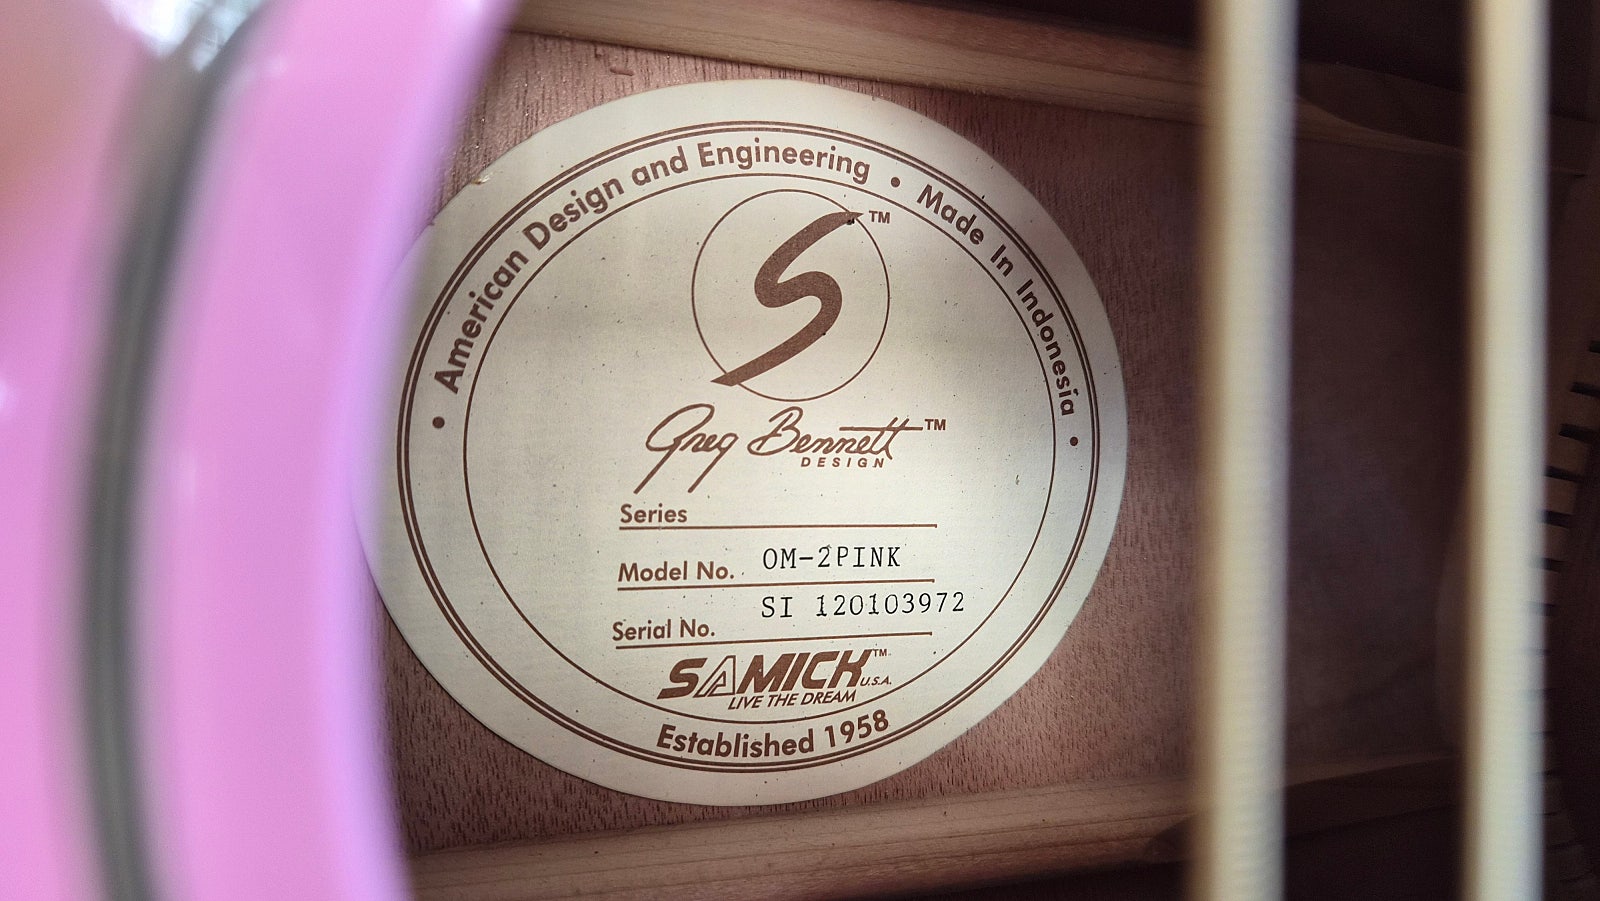 American Design and Engineering • Made In Indonesia
S™
Greg Bennett™
DESIGN
Series
Model No. OM-2PINK
Serial No. SI 120103972
SAMICK™ U.S.A.
LIVE THE DREAM
Established 1958